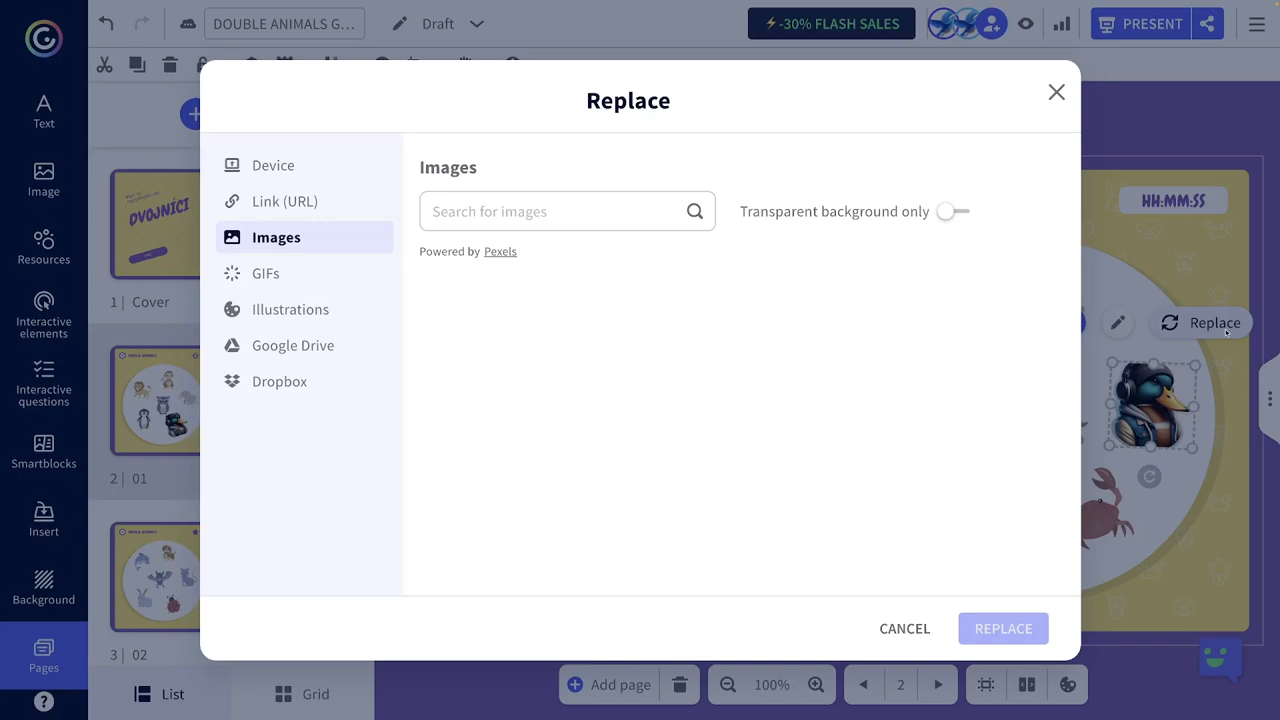 DOUBLE ANIMALS G...
Draft
⚡-30% FLASH SALES
PRESENT
Text
Image
Resources
Interactive
elements
Interactive
questions
Smartblocks
Insert
Background
Pages
?
DVOJNÍCI
1 | Cover
2 | 01
3 | 02
List
Grid
Replace
Device
Link (URL)
Images
GIFs
Illustrations
Google Drive
Dropbox
Images
Search for images
Transparent background only
Powered by Pexels
CANCEL
REPLACE
HH:MM:SS
Replace
Add page
100%
2